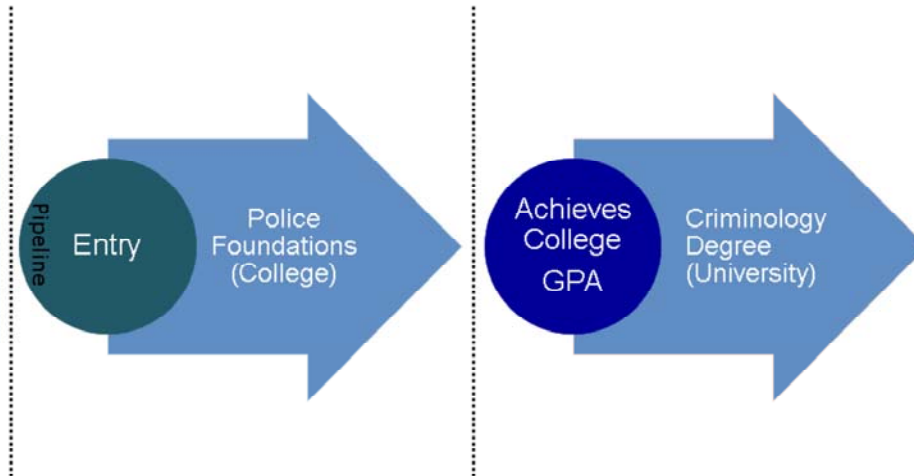 Pipeline
Entry
Police
Foundations
(College)
Achieves
College
GPA
Criminology
Degree
(University)